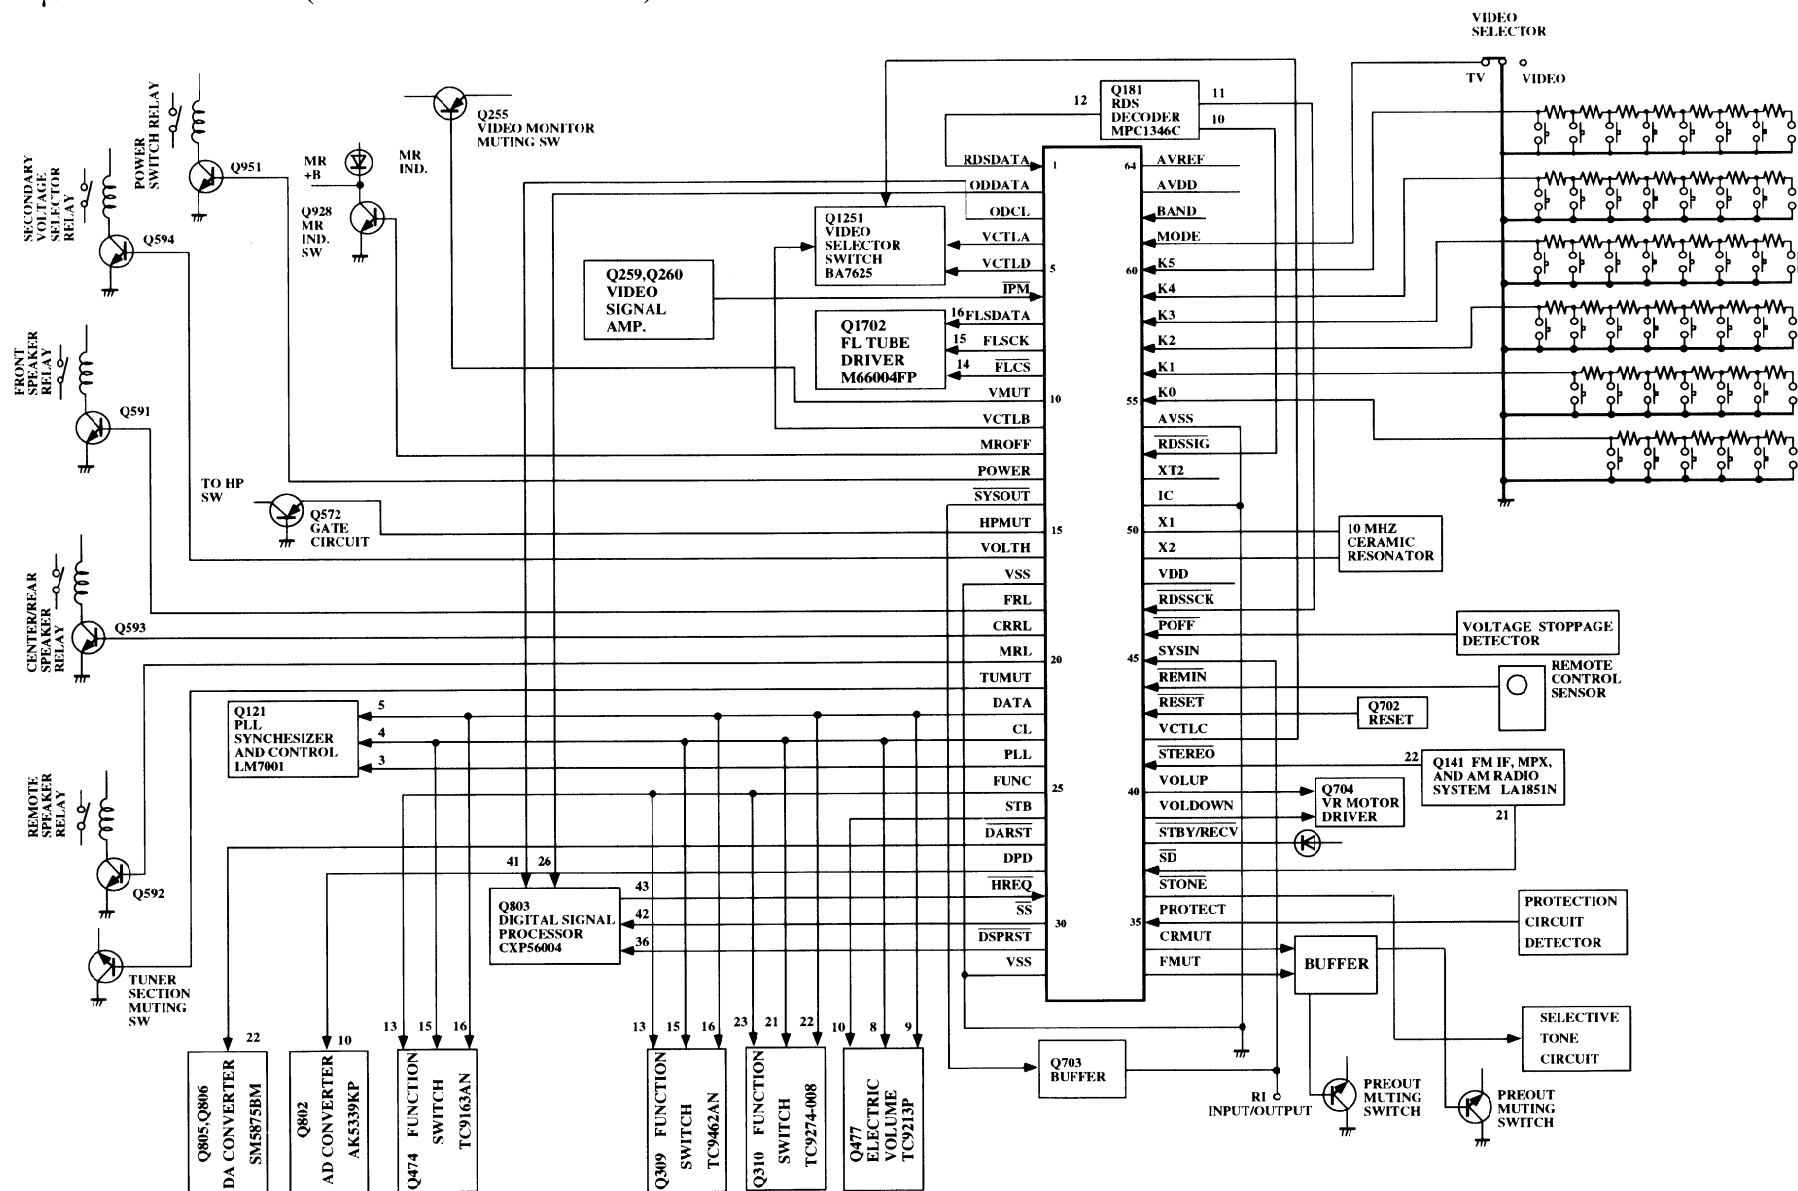 VIDEO
SELECTOR
TV
VIDEO
SECONDARY
VOLTAGE
SELECTOR
RELAY
POWER
SWITCH RELAY
Q951
Q594
MR
+B
MR
IND.
Q928
MR
IND.
SW
Q255
VIDEO MONITOR
MUTING SW
12
Q181
RDS
DECODER
MPC1346C
11
10
Q1251
VIDEO
SELECTOR
SWITCH
BA7625
Q259,Q260
VIDEO
SIGNAL
AMP.
Q1702
FL TUBE
DRIVER
M66004FP
16
15
14
FRONT
SPEAKER
RELAY
Q591
TO HP
SW
Q572
GATE
CIRCUIT
CENTER/REAR
SPEAKER
RELAY
Q593
RDSDATA
ODDATA
ODCL
VCTLA
VCTLD
IPM
FLSDATA
FLSCK
FLCS
VMUT
VCTLB
MROFF
POWER
SYSOUT
HPMUT
VOLTH
VSS
FRL
CRRL
MRL
TUMUT
DATA
CL
PLL
FUNC
STB
DARST
DPD
HREQ
SS
DSPRST
VSS
1
5
10
15
20
25
30
64
60
55
50
45
40
35
AVREF
AVDD
BAND
MODE
K5
K4
K3
K2
K1
K0
AVSS
RDSSIG
XT2
IC
X1
X2
VDD
RDSSCK
POFF
SYSIN
REMIN
RESET
VCTLC
STEREO
VOLUP
VOLDOWN
STBY/RECV
SD
STONE
PROTECT
CRMUT
FMUT
10 MHZ
CERAMIC
RESONATOR
VOLTAGE STOPPAGE
DETECTOR
REMOTE
CONTROL
SENSOR
Q702
RESET
22
Q141 FM IF, MPX,
AND AM RADIO
SYSTEM LA1851N
21
Q704
VR MOTOR
DRIVER
PROTECTION
CIRCUIT
DETECTOR
BUFFER
SELECTIVE
TONE
CIRCUIT
PREOUT
MUTING
SWITCH
PREOUT
MUTING
SWITCH
RI
INPUT/OUTPUT
Q703
BUFFER
Q121
PLL
SYNCHESIZER
AND CONTROL
LM7001
5
4
3
REMOTE
SPEAKER
RELAY
Q592
TUNER
SECTION
MUTING
SW
41
26
Q803
DIGITAL SIGNAL
PROCESSOR
CXP56004
43
42
36
22
Q805,Q806
DA CONVERTER
SM5875BM
10
Q802
AD CONVERTER
AK5339KP
13
15
16
Q474 FUNCTION
SWITCH
TC9163AN
13
15
16
Q309 FUNCTION
SWITCH
TC9462AN
23
21
22
Q310 FUNCTION
SWITCH
TC9274-008
10
8
9
Q477
ELECTRIC
VOLUME
TC9213P